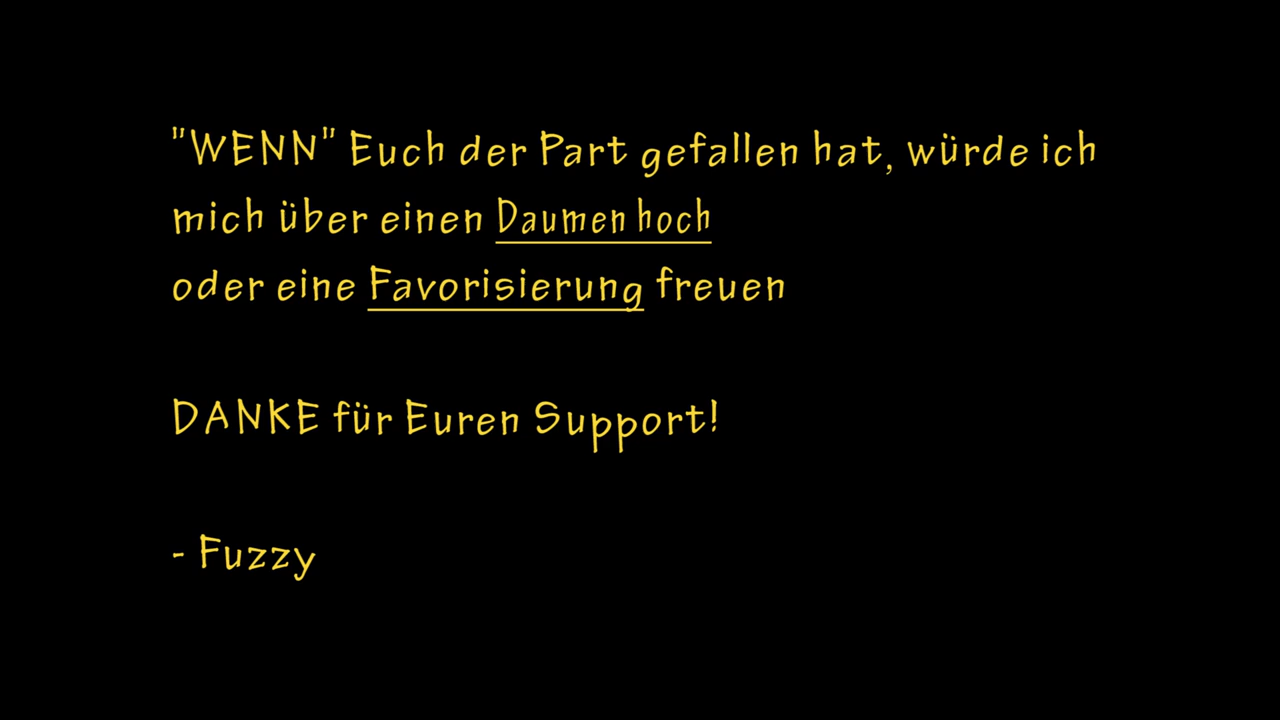 "WENN" Euch der Part gefallen hat, würde ich
mich über einen Daumen hoch
oder eine Favorisierung freuen
DANKE für Euren Support!
- Fuzzy